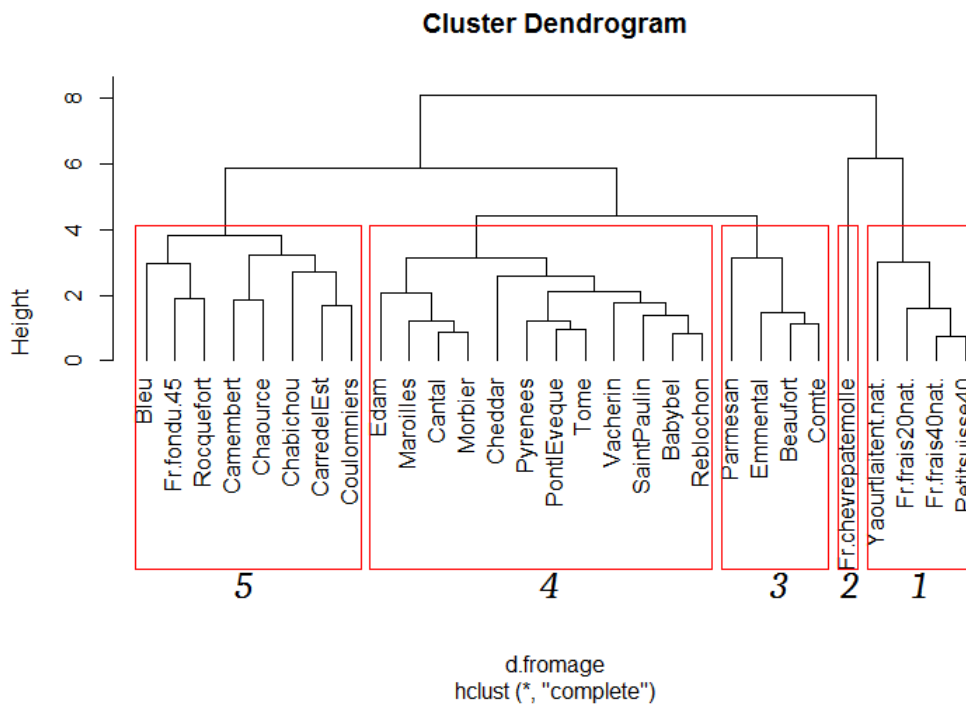 Cluster Dendrogram
Height
8
6
4
2
0
Bleu
Fr.fondu.45
Rocquefort
Camembert
Chaource
Chabichou
CarredelEst
Coulomniers
Edam
Maroilles
Cantal
Morbier
Cheddar
Pyrenees
PontlEveque
Tome
Vacherin
SaintPaulin
Babybel
Reblochon
Parmesan
Emmental
Beaufort
Comte
Fr.chevrepatemolle
Yaourtlaitent.nat.
Fr.frais20nat.
Fr.frais40nat.
Petitsuisse40
5 4 3 2 1
d.fromage
hclust (*, "complete")